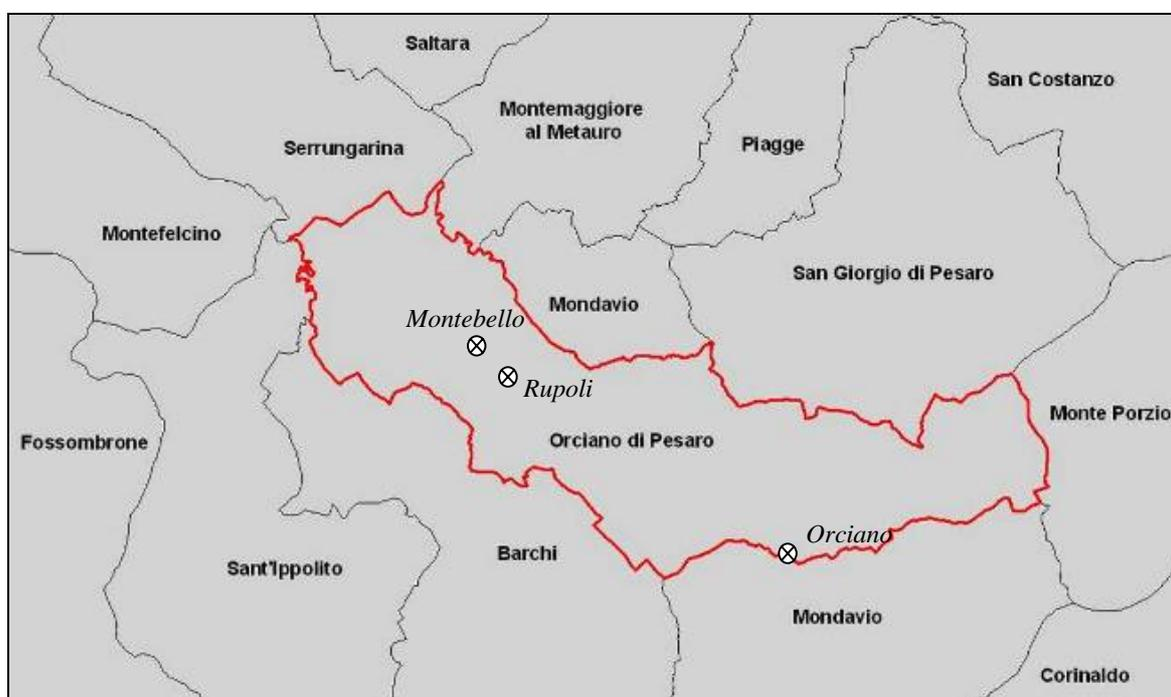 Saltara
San Costanzo
Montemaggiore
al Metauro
Piagge
Serrungarina
Montefelcino
San Giorgio di Pesaro
Mondavio
Montebello
Rupoli
Monte Porzio
Orciano di Pesaro
Fossombrone
Orciano
Barchi
Sant'Ippolito
Mondavio
Corinaldo